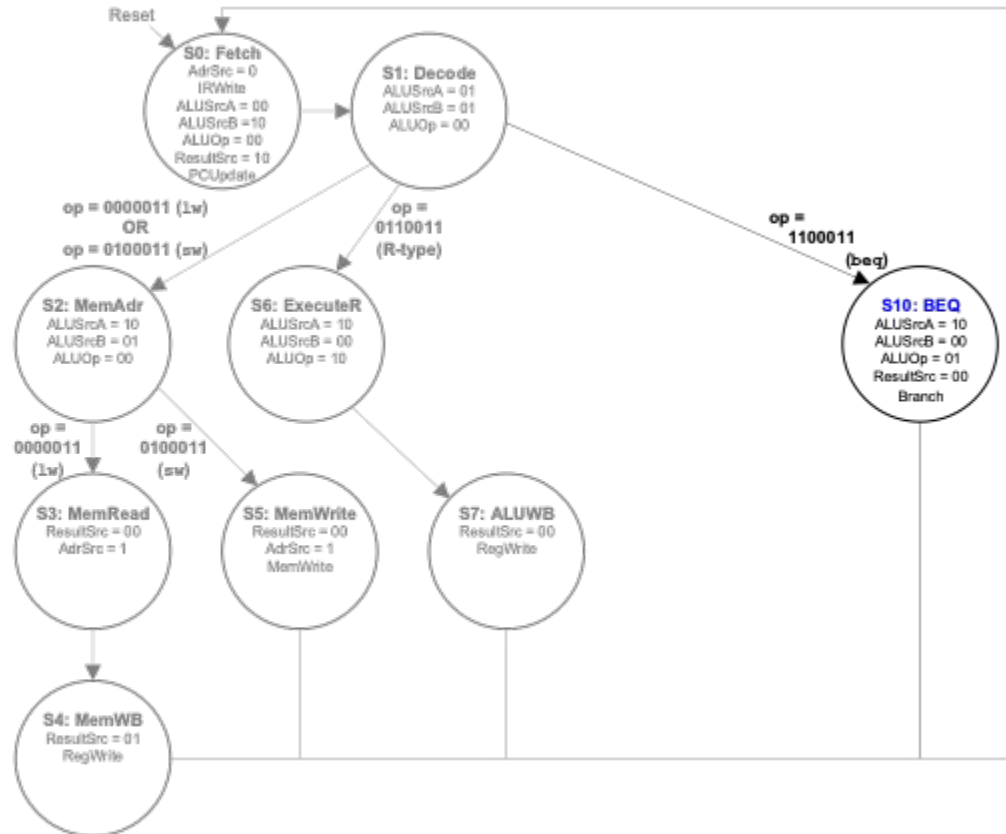 Reset
S0: Fetch
AdrSrc = 0
IRWrite
ALUSrcA = 00
ALUSrcB =10
ALUOp = 00
ResultSrc = 10
PCUpdate
S1: Decode
ALUSrcA = 01
ALUSrcB = 01
ALUOp = 00
op = 0000011 (lw)
OR
op = 0100011 (sw)
op =
0110011
(R-type)
op =
1100011
(beq)
S2: MemAdr
ALUSrcA = 10
ALUSrcB = 01
ALUOp = 00
S6: ExecuteR
ALUSrcA = 10
ALUSrcB = 00
ALUOp = 10
S10: BEQ
ALUSrcA = 10
ALUSrcB = 00
ALUOp = 01
ResultSrc = 00
Branch
op =
0000011
(lw)
op =
0100011
(sw)
S3: MemRead
ResultSrc = 00
AdrSrc = 1
S5: MemWrite
ResultSrc = 00
AdrSrc = 1
MemWrite
S7: ALUWB
ResultSrc = 00
RegWrite
S4: MemWB
ResultSrc = 01
RegWrite